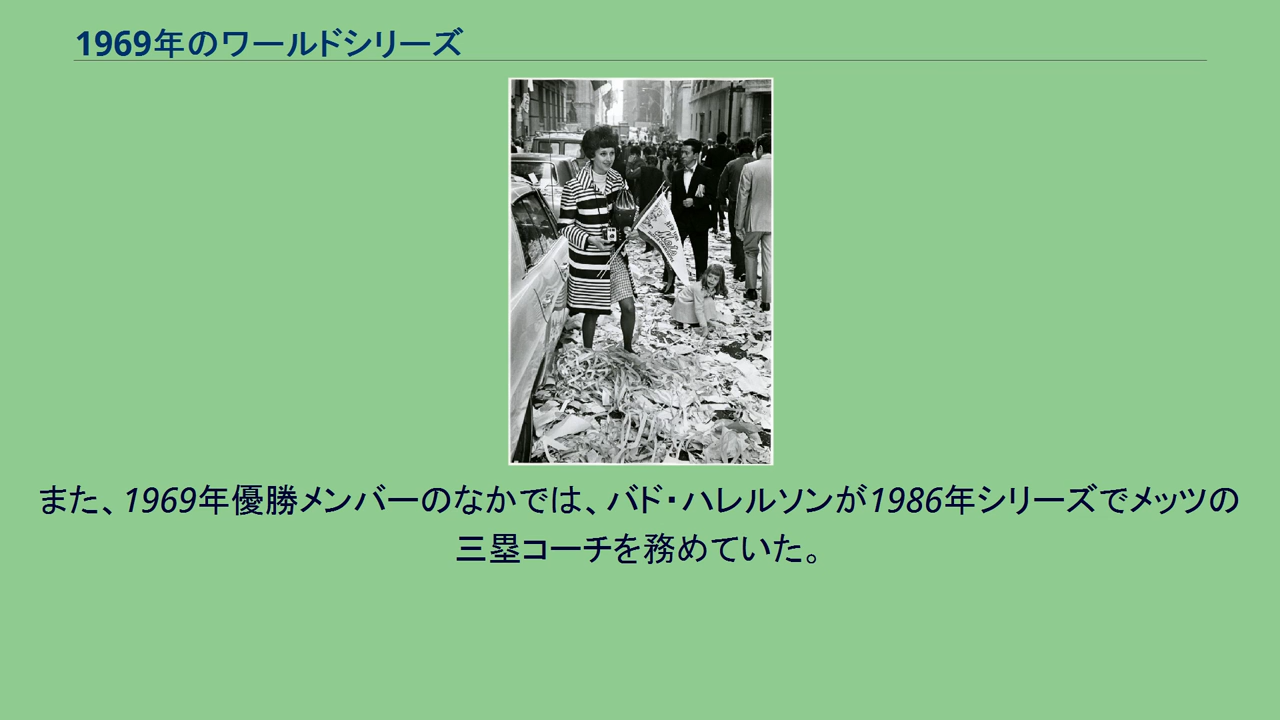 1969年のワールドシリーズ
また、1969年優勝メンバーのなかでは、バド・ハレルソンが1986年シリーズでメッツの
三塁コーチを務めていた。